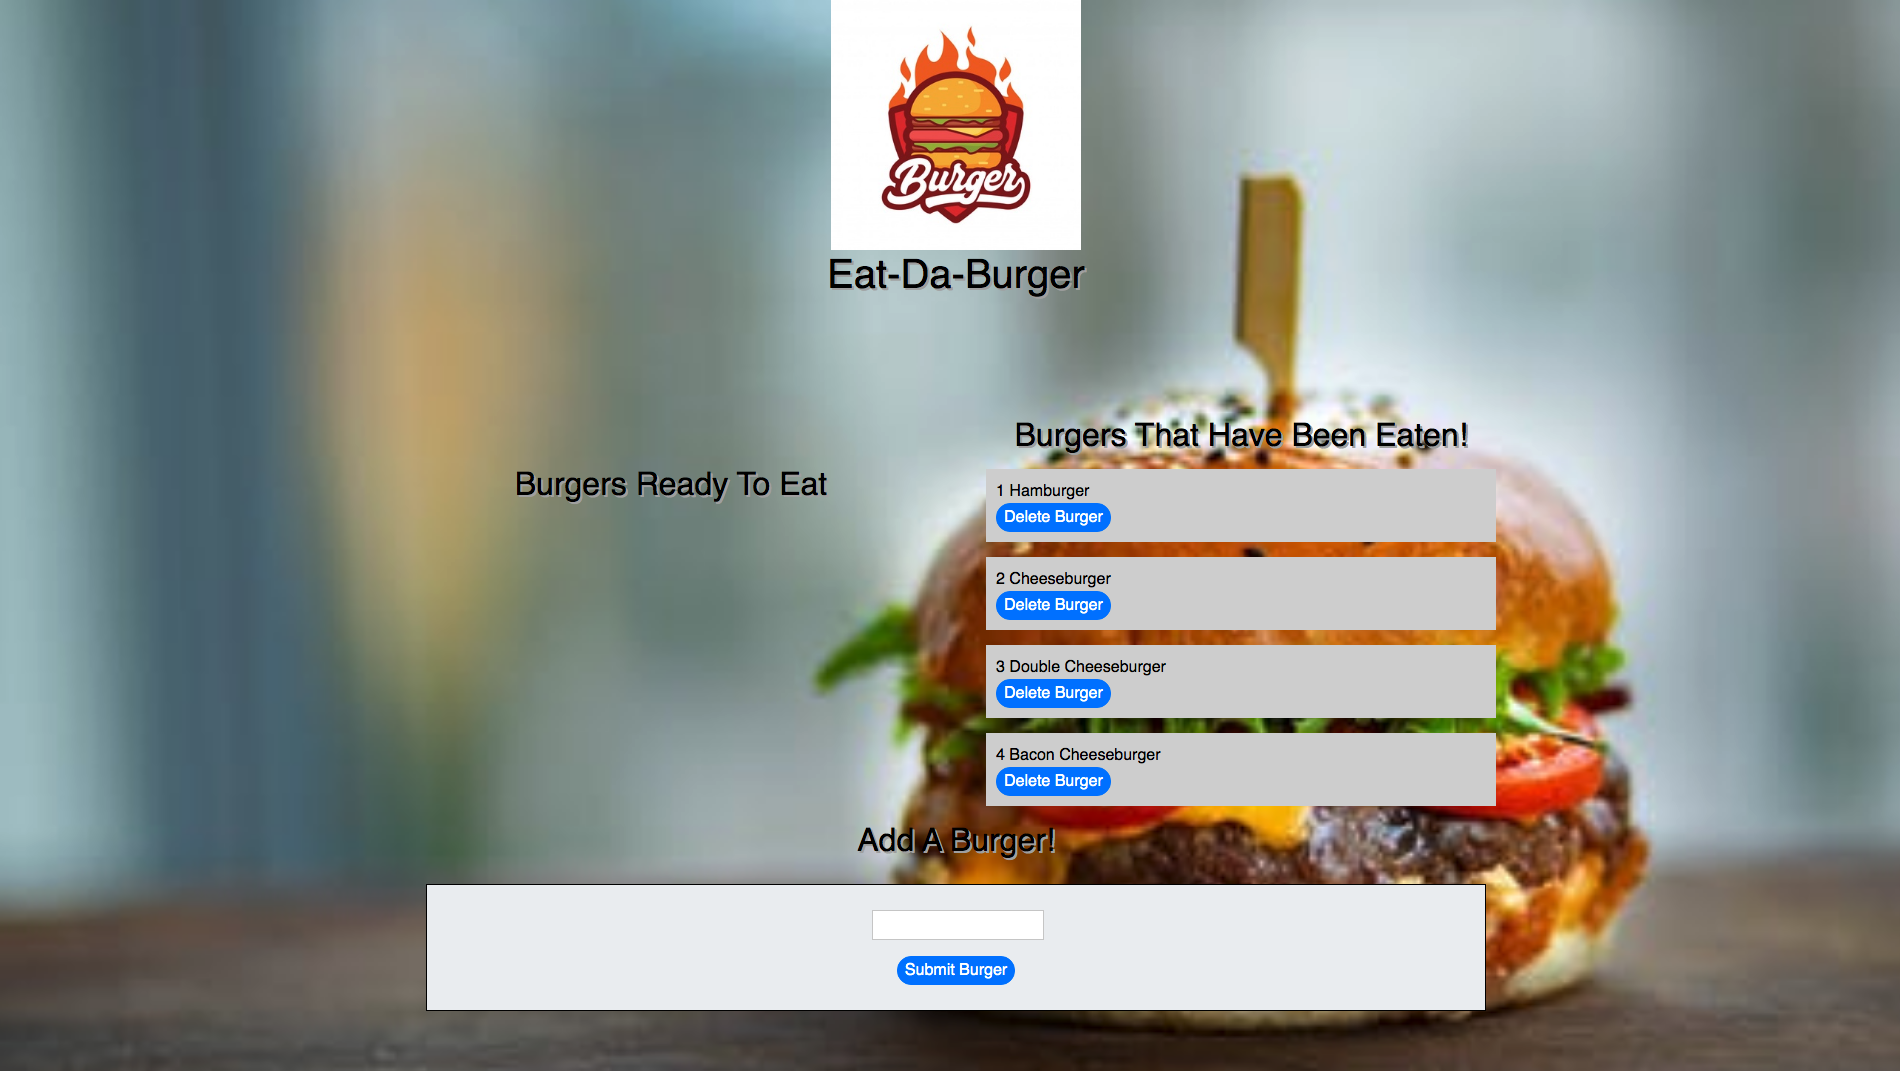 Burger
Eat-Da-Burger
Burgers Ready To Eat
Burgers That Have Been Eaten!
1 Hamburger
Delete Burger
2 Cheeseburger
Delete Burger
3 Double Cheeseburger
Delete Burger
4 Bacon Cheeseburger
Delete Burger
Add A Burger!
Submit Burger